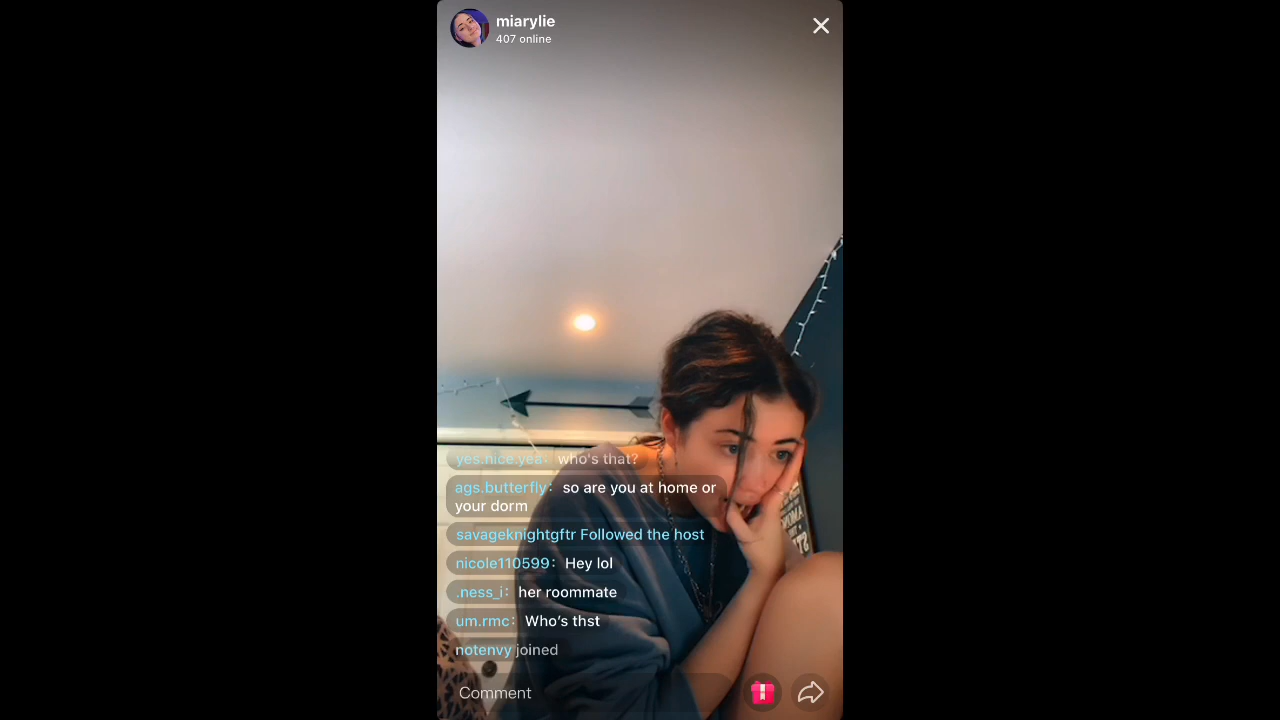 miarylie
407 online
yes.nice.yea: who's that?
ags.butterfly: so are you at home or
your dorm
savageknightgftr Followed the host
nicole110599: Hey lol
.ness_i: her roommate
um.rmc: Who’s thst
notenvy joined
Comment